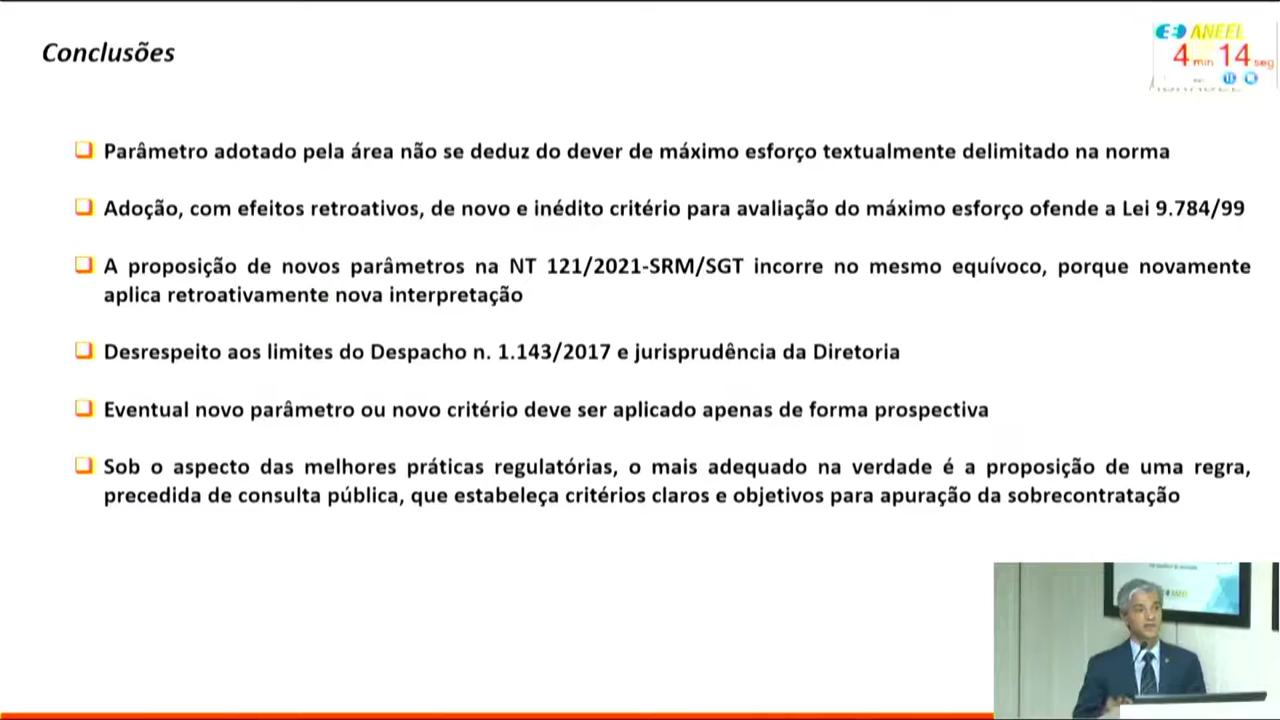 Conclusões
ANEEL
4 min 14 seg
Parâmetro adotado pela área não se deduz do dever de máximo esforço textualmente delimitado na norma
Adoção, com efeitos retroativos, de novo e inédito critério para avaliação do máximo esforço ofende a Lei 9.784/99
A proposição de novos parâmetros na NT 121/2021-SRM/SGT incorre no mesmo equívoco, porque novamente
aplica retroativamente nova interpretação
Desrespeito aos limites do Despacho n. 1.143/2017 e jurisprudência da Diretoria
Eventual novo parâmetro ou novo critério deve ser aplicado apenas de forma prospectiva
Sob o aspecto das melhores práticas regulatórias, o mais adequado na verdade é a proposição de uma regra,
precedida de consulta pública, que estabeleça critérios claros e objetivos para apuração da sobrecontratação